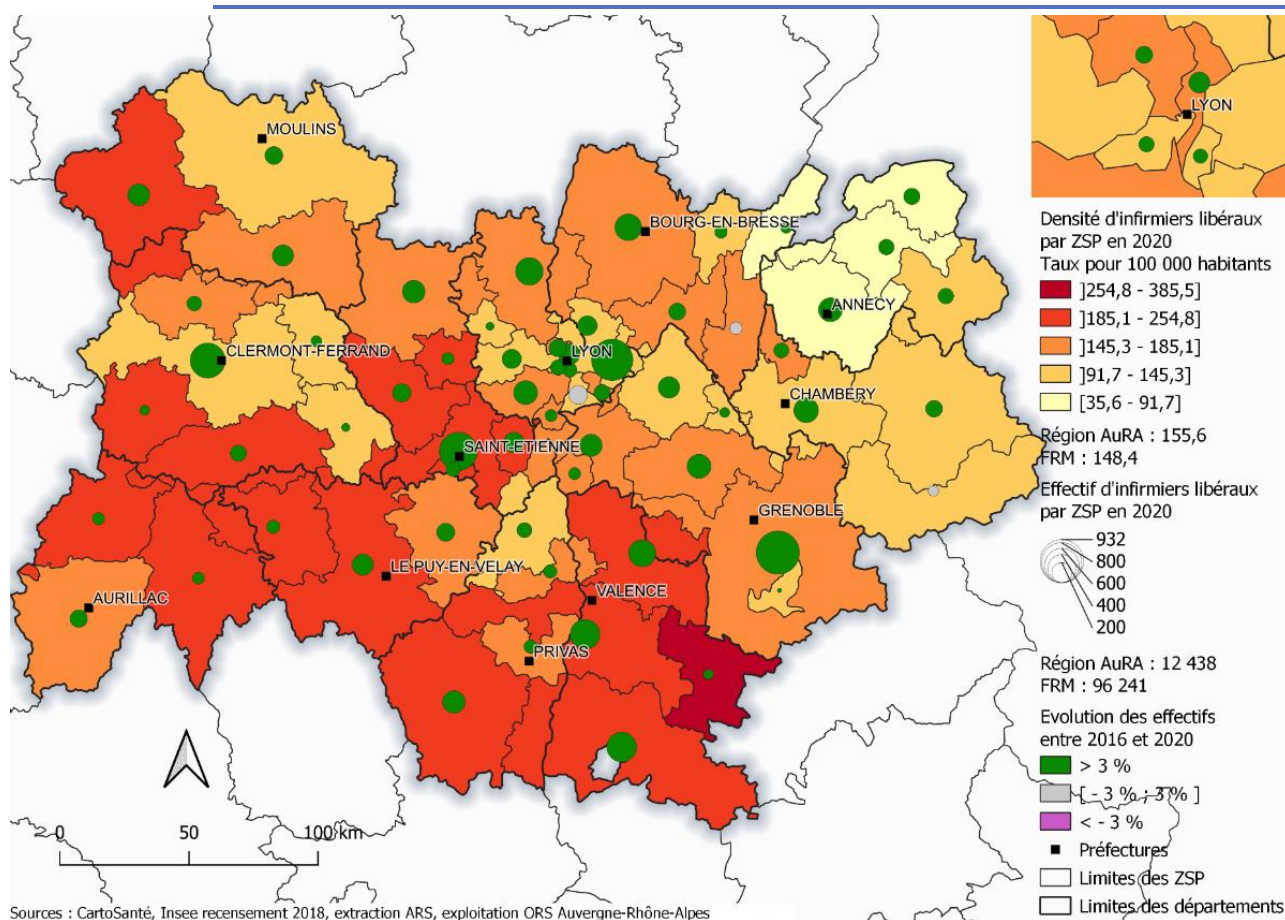 MOULINS
BOURG-EN-BRESSE
ANNECY
CLERMONT-FERRAND
LYON
CHAMBERY
SAINT-ETIENNE
GRENOBLE
LE PUY-EN-VELAY
AURILLAC
VALENCE
PRIVAS
0 50 100 km
Sources : CartoSanté, Insee recensement 2018, extraction ARS, exploitation ORS Auvergne-Rhône-Alpes
LYON
Densité d'infirmiers libéraux
par ZSP en 2020
Taux pour 100 000 habitants
]254,8 - 385,5]
]185,1 - 254,8]
]145,3 - 185,1]
]91,7 - 145,3]
[35,6 - 91,7]
Région AuRA : 155,6
FRM : 148,4
Effectif d'infirmiers libéraux
par ZSP en 2020
932
800
600
400
200
Région AuRA : 12 438
FRM : 96 241
Evolution des effectifs
entre 2016 et 2020
> 3 %
[ - 3 % ; 3 % ]
< - 3 %
Préfectures
Limites des ZSP
Limites des départements